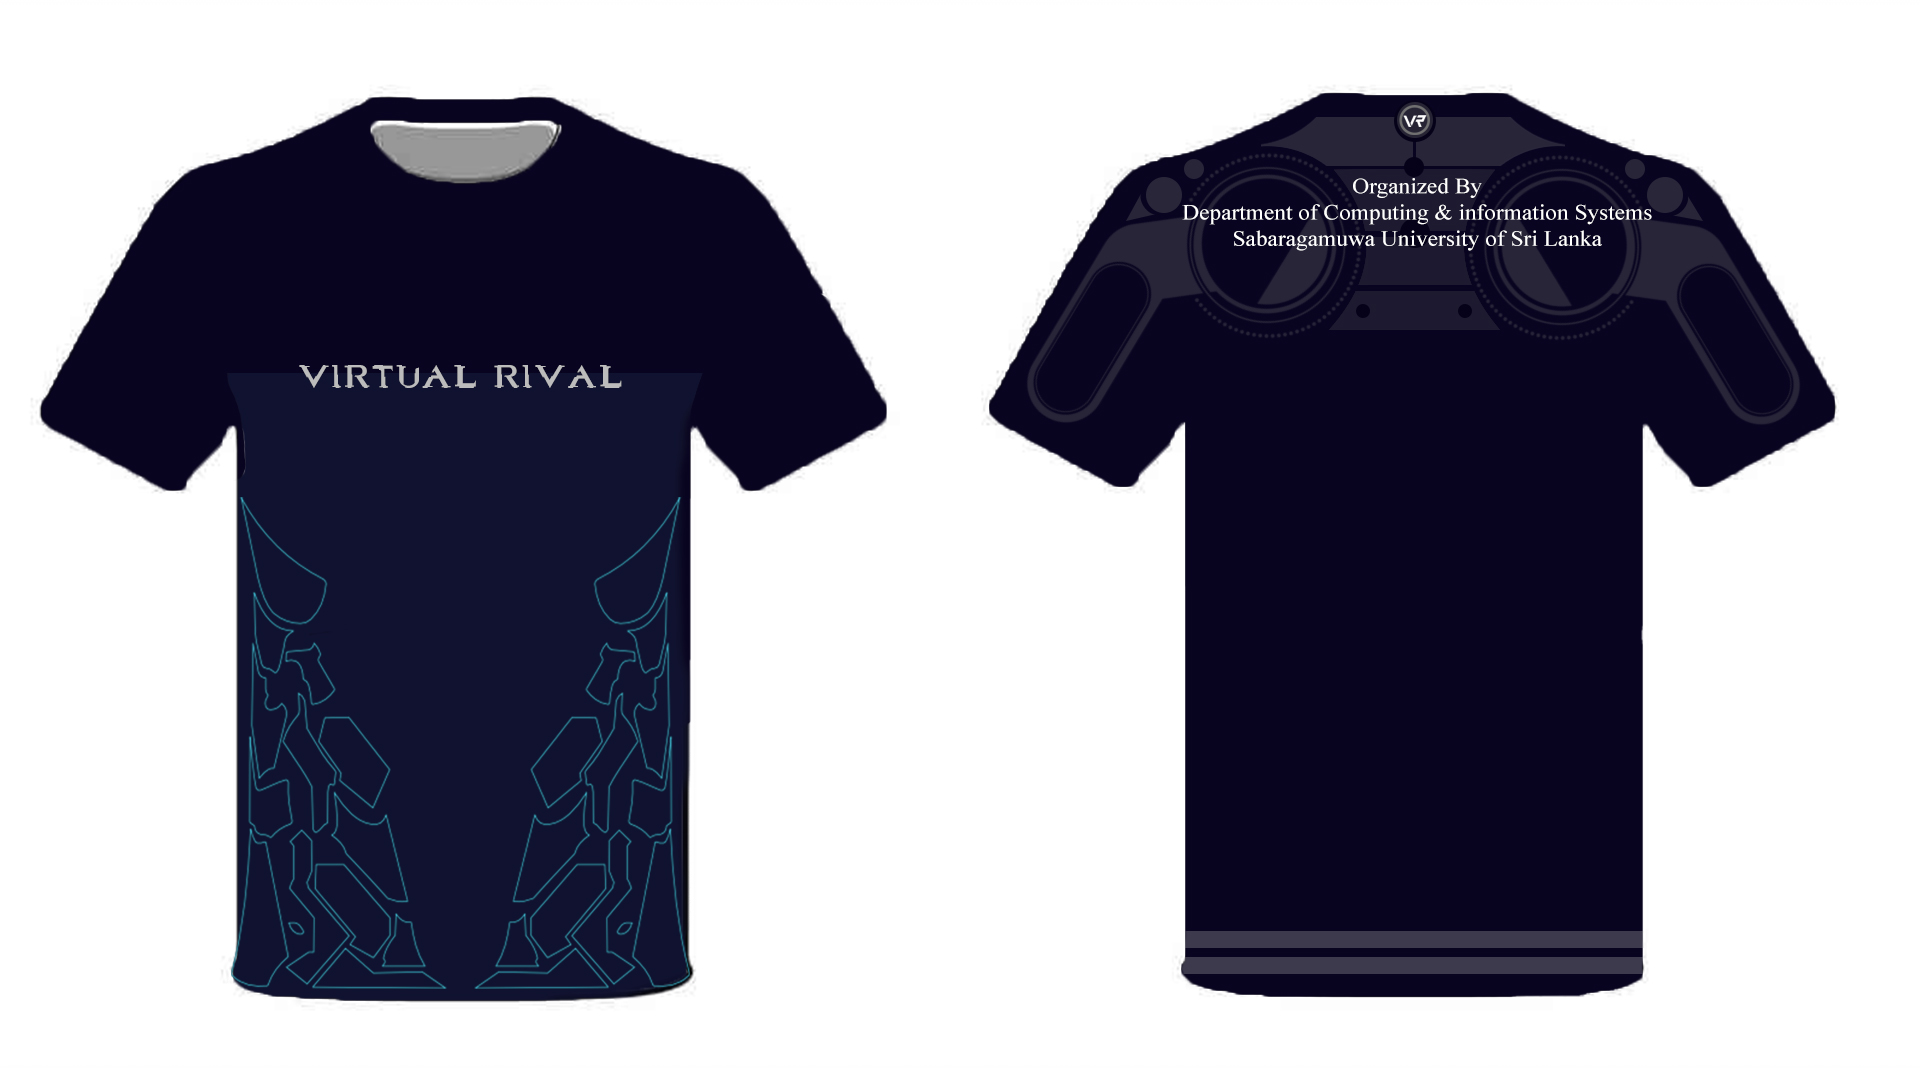 VIRTUAL RIVAL
VR
Organized By
Department of Computing & information Systems
Sabaragamuwa University of Sri Lanka